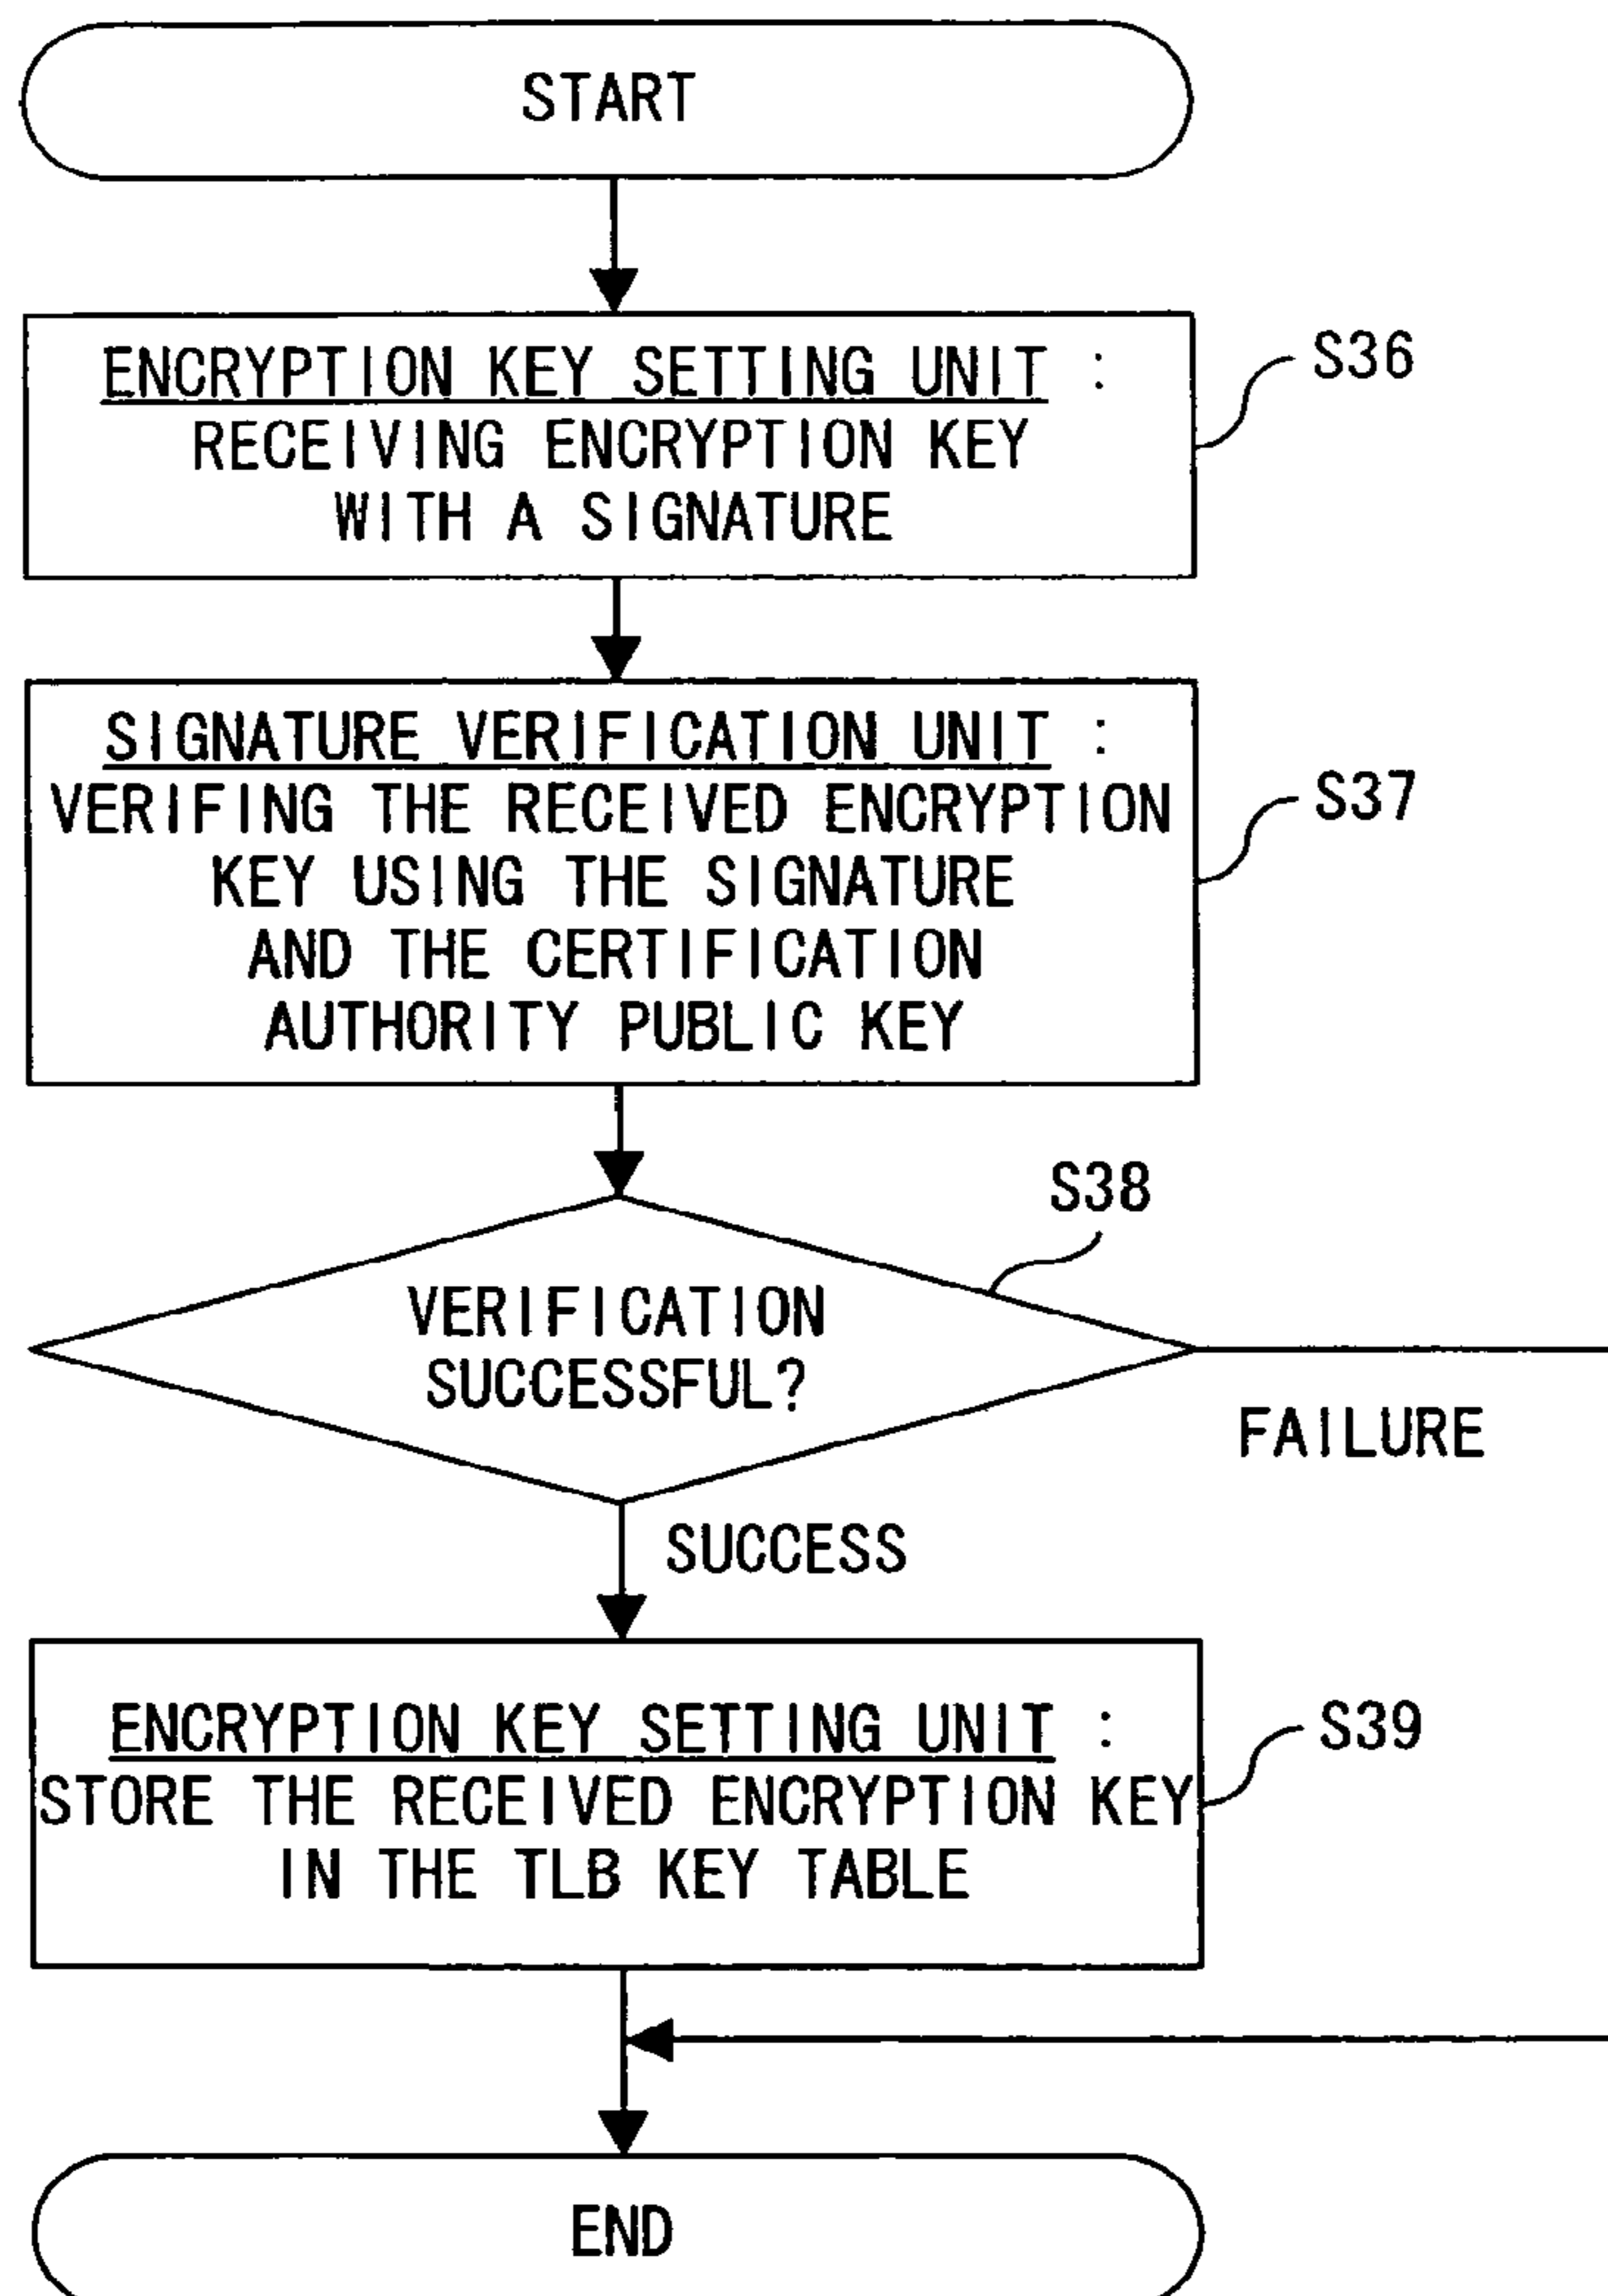 START
ENCRYPTION KEY SETTING UNIT :
RECEIVING ENCRYPTION KEY
WITH A SIGNATURE
S36
SIGNATURE VERIFICATION UNIT :
VERIFING THE RECEIVED ENCRYPTION
KEY USING THE SIGNATURE
AND THE CERTIFICATION
AUTHORITY PUBLIC KEY
S37
S38
VERIFICATION
SUCCESSFUL?
FAILURE
SUCCESS
ENCRYPTION KEY SETTING UNIT :
STORE THE RECEIVED ENCRYPTION KEY
IN THE TLB KEY TABLE
S39
END